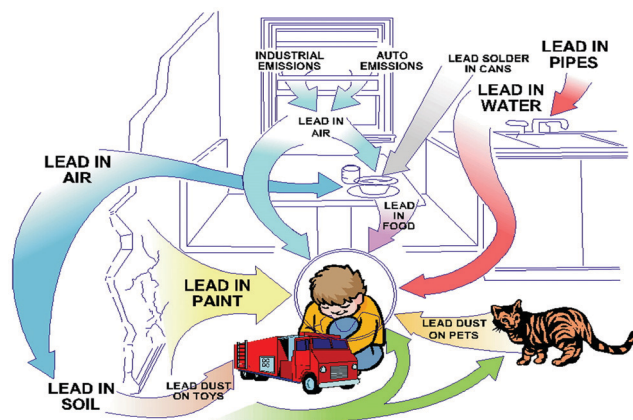 INDUSTRIAL
EMISSIONS
AUTO
EMISSIONS
LEAD SOLDER
IN CANS
LEAD IN
PIPES
LEAD IN
WATER
LEAD IN
AIR
LEAD IN
AIR
LEAD
IN
FOOD
LEAD IN
PAINT
LEAD DUST
ON PETS
LEAD IN
SOIL
LEAD DUST
ON TOYS